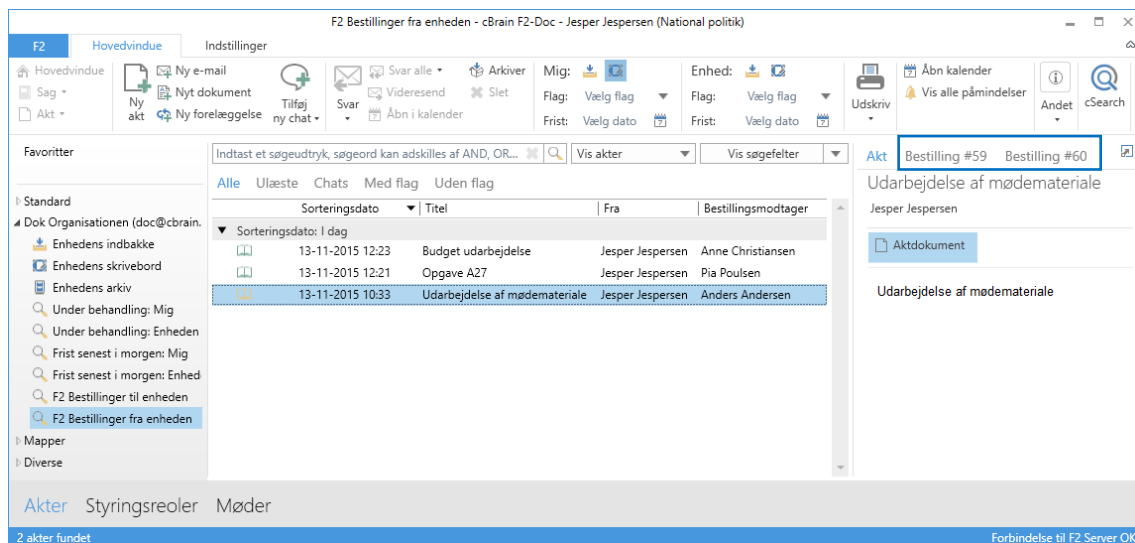 F2 Bestillinger fra enheden - cBrain F2-Doc - Jesper Jespersen (National politik)
F2 Hovedvindue Indstillinger
Hovedvindue
Sag
Akt
Ny akt
Ny e-mail
Nyt dokument
Ny forelæggelse
Tilføj ny chat
Svar
Svar alle
Videresend
Åbn i kalender
Arkiver
Slet
Mig:
Flag: Vælg flag
Frist: Vælg dato 7
Enhed:
Flag: Vælg flag
Frist: Vælg dato 7
Udskriv
7 Åbn kalender
Vis alle påmindelser
Andet
cSearch
Favoritter
Standard
Dok Organisationen (doc@cbrain.
Enhedens indbakke
Enhedens skrivebord
Enhedens arkiv
Under behandling: Mig
Under behandling: Enheden
Frist senest i morgen: Mig
Frist senest i morgen: Enhed
F2 Bestillinger til enheden
F2 Bestillinger fra enheden
Mapper
Diverse
Indtast et søgeudtryk, søgeord kan adskilles af AND, OR... Vis akter Vis søgefelter
Alle Ulæste Chats Med flag Uden flag
Sorteringsdato Titel Fra Bestillingsmodtager
Sorteringsdato: I dag
13-11-2015 12:23 Budget udarbejdelse Jesper Jespersen Anne Christiansen
13-11-2015 12:21 Opgave A27 Jesper Jespersen Pia Poulsen
13-11-2015 10:33 Udarbejdelse af mødemateriale Jesper Jespersen Anders Andersen
Akt Bestilling #59 Bestilling #60
Udarbejdelse af mødemateriale
Jesper Jespersen
Aktdokument
Udarbejdelse af mødemateriale
Akter Styringsreoler Møder
2 akter fundet Forbindelse til F2 Server OK